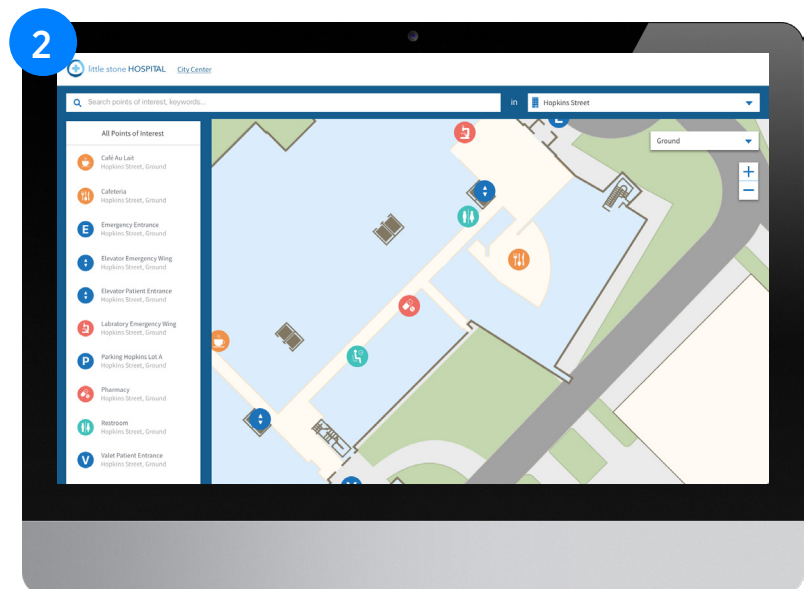 2
little stone HOSPITAL City Center
Search points of interest, keywords...
in
Hopkins Street
All Points of Interest
Café Au Lait
Hopkins Street, Ground
Cafeteria
Hopkins Street, Ground
E
Emergency Entrance
Hopkins Street, Ground
Elevator Emergency Wing
Hopkins Street, Ground
Elevator Patient Entrance
Hopkins Street, Ground
Labratory Emergency Wing
Hopkins Street, Ground
P
Parking Hopkins Lot A
Hopkins Street, Ground
Pharmacy
Hopkins Street, Ground
Restroom
Hopkins Street, Ground
V
Valet Patient Entrance
Hopkins Street, Ground
E
Ground
+
−
V